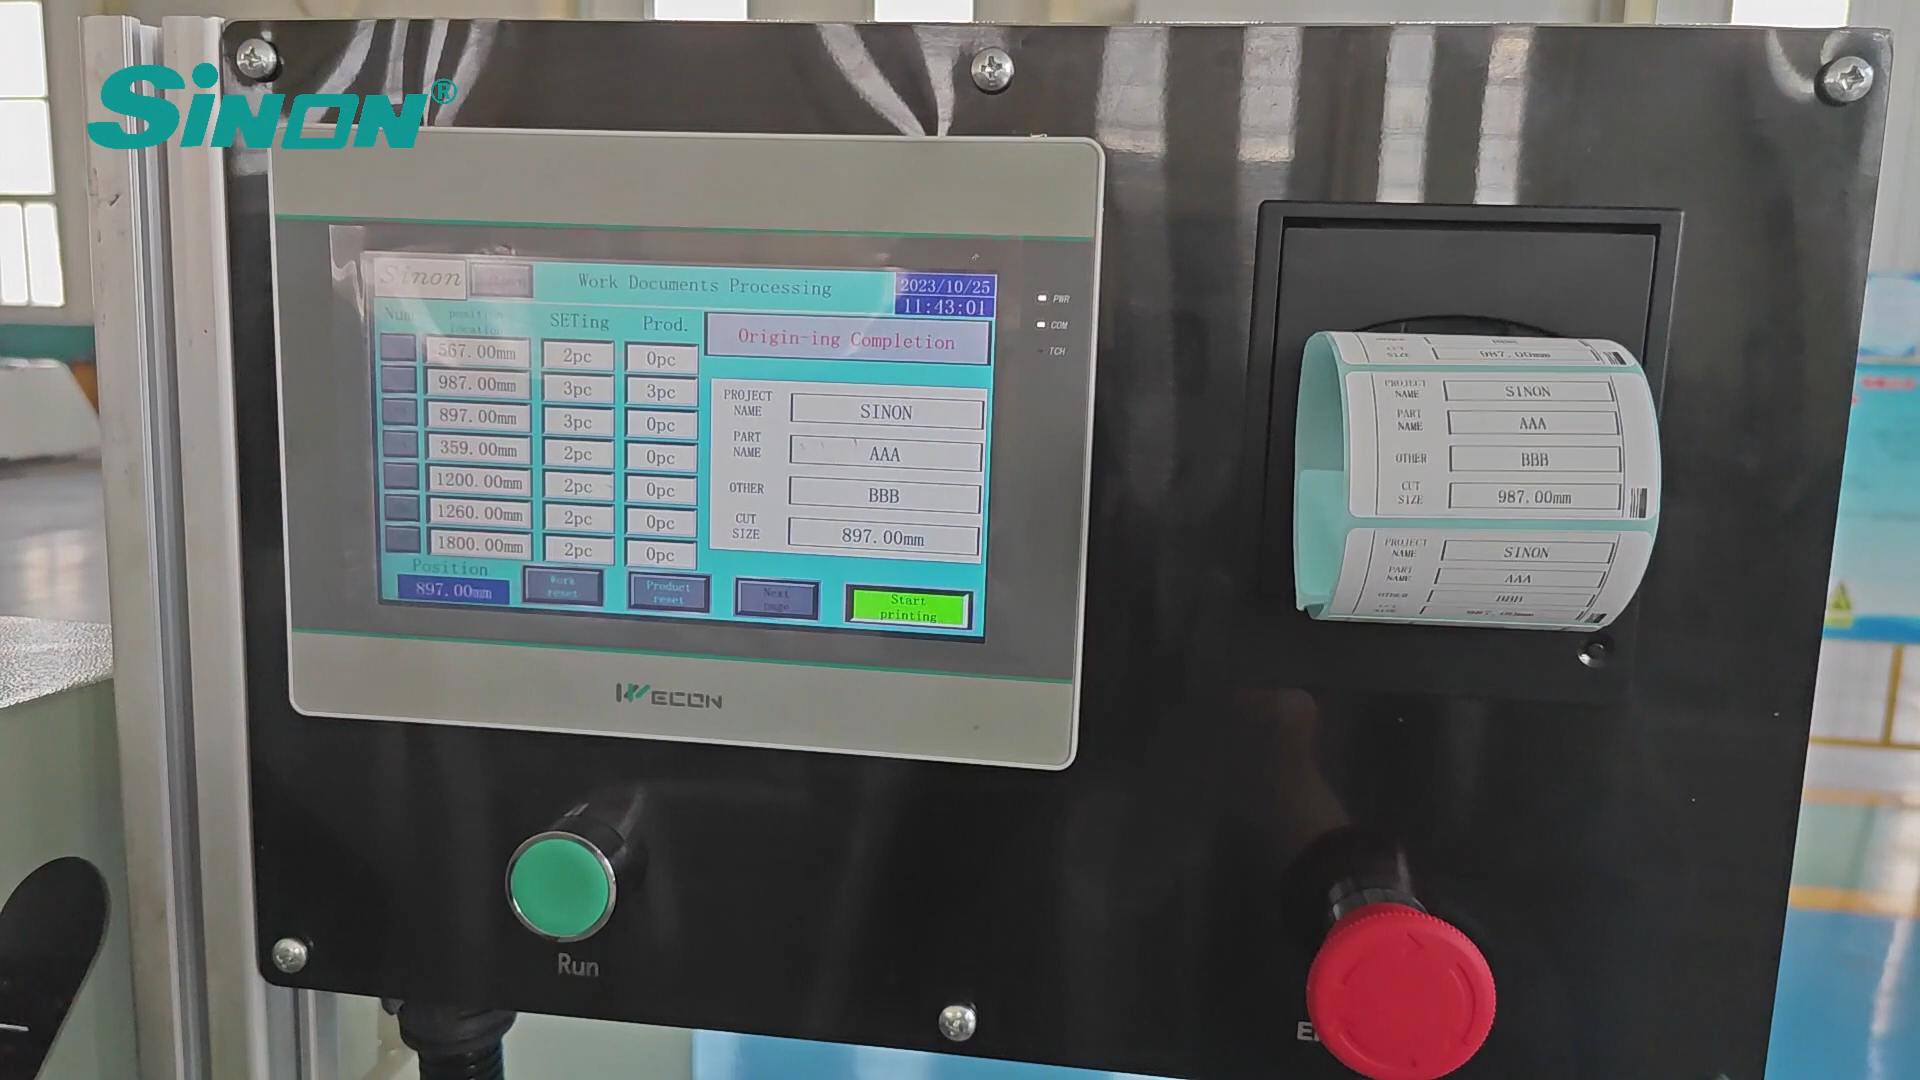 SiNON®
Sinon
Work Documents Processing
2023/10/25
11:43:01
Num
position
location
SETing
Prod.
Origin-ing Completion
567.00mm 2pc 0pc
987.00mm 3pc 3pc
897.00mm 3pc 0pc
359.00mm 2pc 0pc
1200.00mm 2pc 0pc
1260.00mm 2pc 0pc
1800.00mm 2pc 0pc
PROJECT
NAME
SINON
PART
NAME
AAA
OTHER
BBB
CUT
SIZE
897.00mm
Position
897.00mm
Work
reset
Product
reset
Next
page
Start
printing
PWR
COM
TCH
WECON
SIZE
987.00mm
PROJECT
NAME
SINON
PART
NAME
AAA
OTHER
BBB
CUT
SIZE
987.00mm
PROJECT
NAME
SINON
PART
NAME
AAA
OTHER
BBB
987.00mm
Run